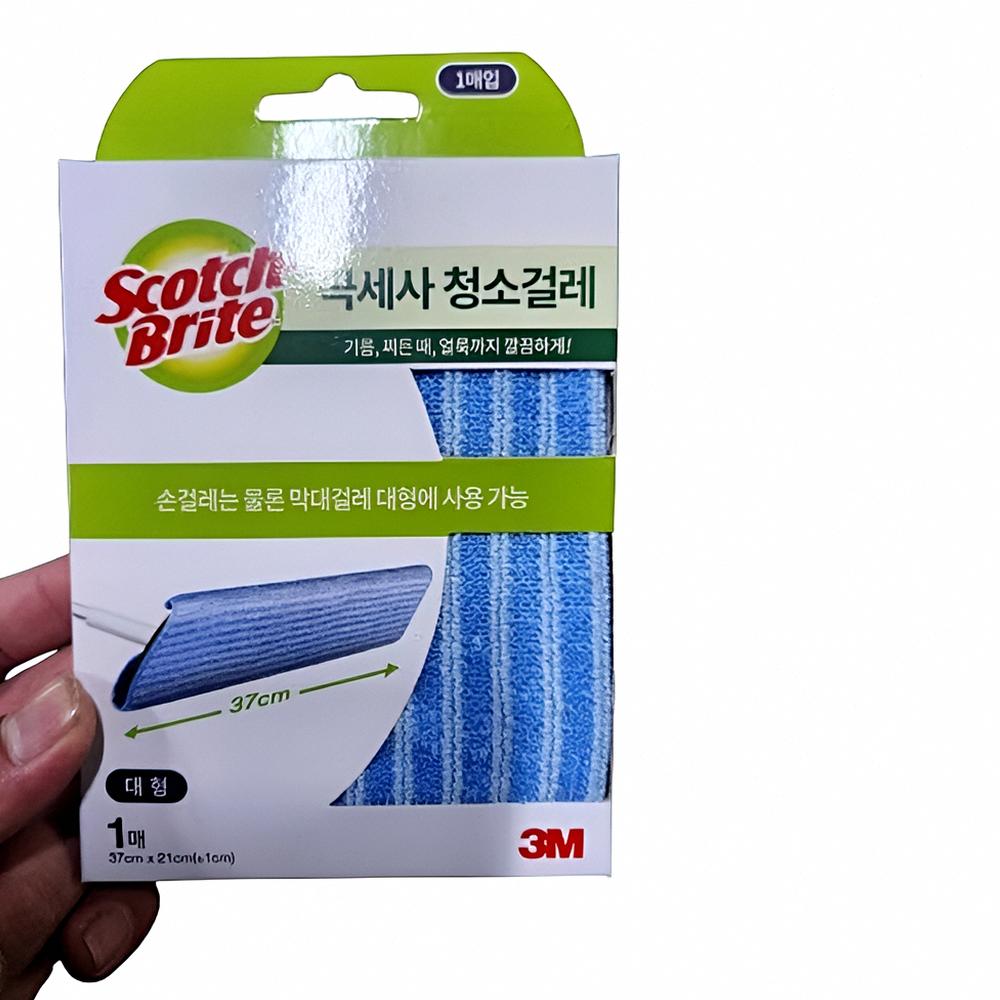 1매입
Scotch
Brite
극세사 청소걸레
기름, 찌든 때, 얼룩까지 깔끔하게!
손걸레는 물론 막대걸레 대형에 사용 가능
37cm
대형
1매
37cm x 21cm(±1cm)
3M